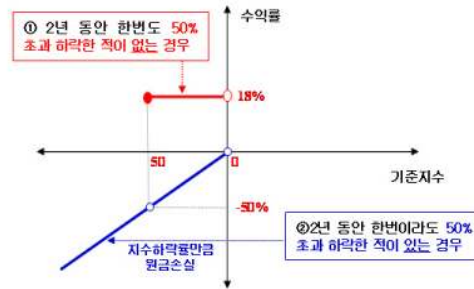 수익률
① 2년 동안 한번도 50%
초과 하락한 적이 없는 경우
18%
50
0
기준지수
-50%
②2년 동안 한번이라도 50%
초과 하락한 적이 있는 경우
지수하락률만큼
원금손실